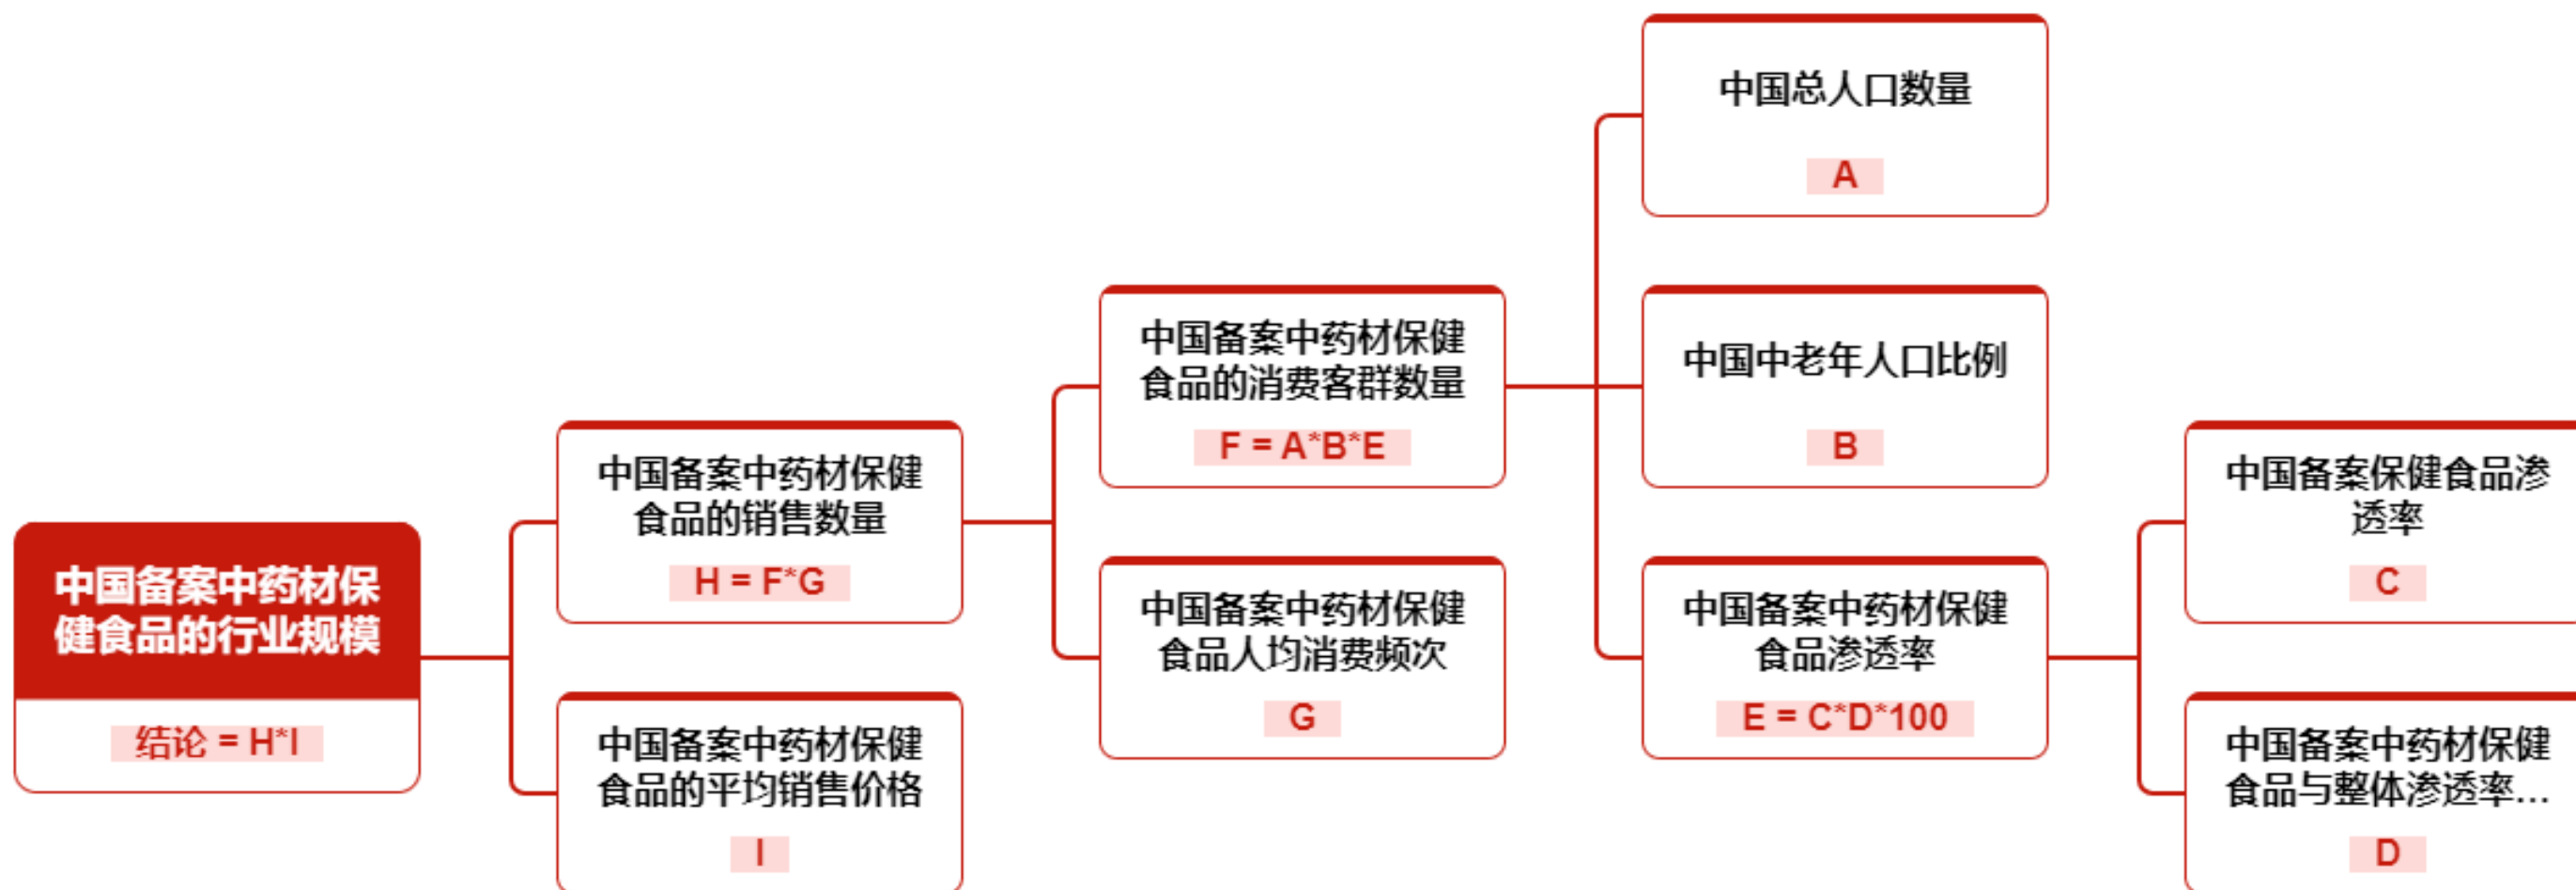 中国备案中药材保
健食品的行业规模
结论 = H*I
中国备案中药材保健
食品的销售数量
H = F*G
中国备案中药材保健
食品的平均销售价格
I
中国备案中药材保健
食品的消费客群数量
F = A*B*E
中国备案中药材保健
食品人均消费频次
G
中国总人口数量
A
中国中老年人口比例
B
中国备案中药材保健
食品渗透率
E = C*D*100
中国备案保健食品渗
透率
C
中国备案中药材保健
食品与整体渗透率...
D